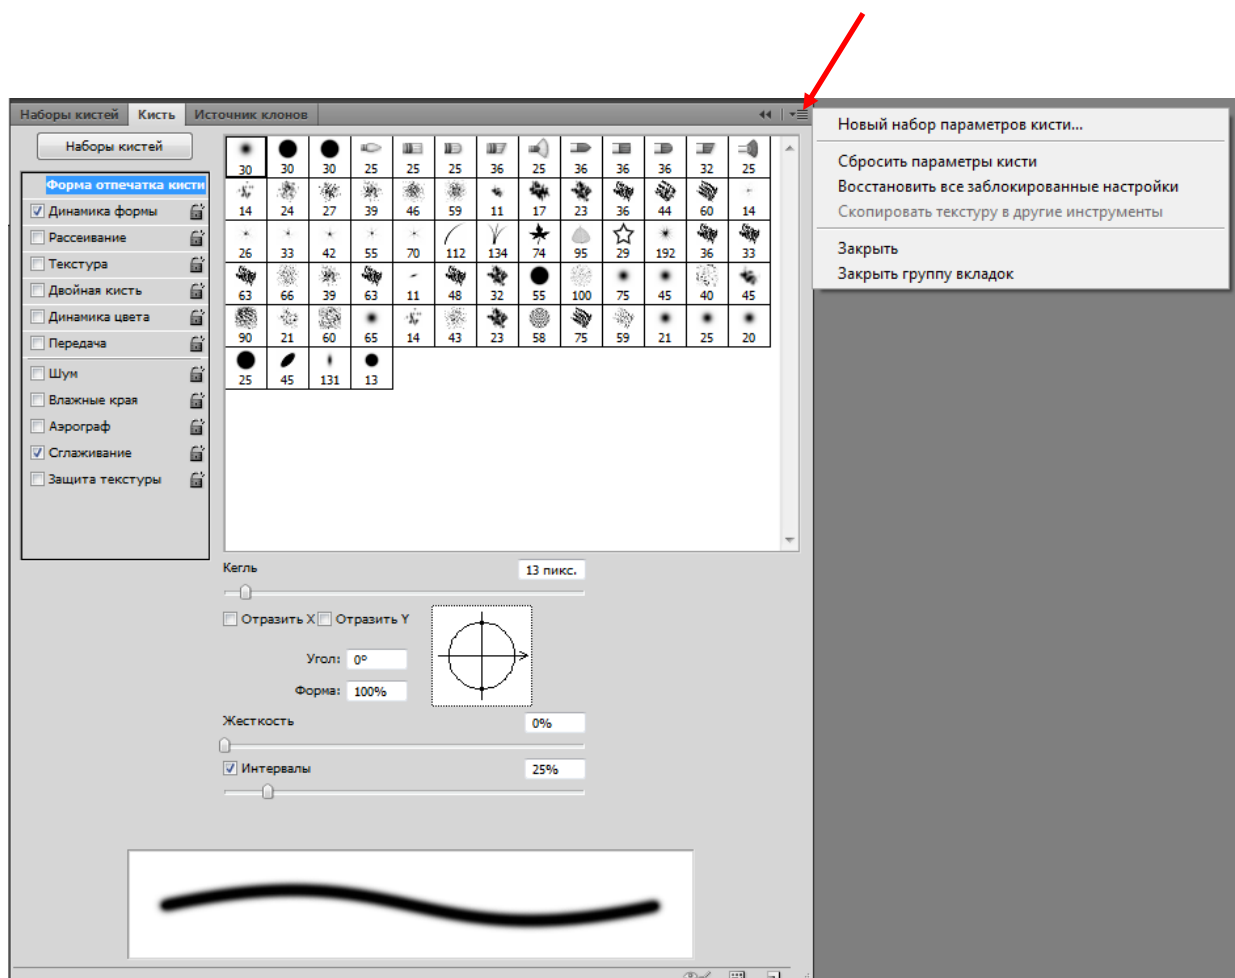 Наборы кистей Кисть Источник клонов
Наборы кистей
Форма отпечатка кисти
Динамика формы
Рассеивание
Текстура
Двойная кисть
Динамика цвета
Передача
Шум
Влажные края
Аэрограф
Сглаживание
Защита текстуры
30 30 30 25 25 25 36 25 36 36 36 32 25
14 24 27 39 46 59 11 17 23 36 44 60 14
26 33 42 55 70 112 134 74 95 29 192 36 33
63 66 39 63 11 48 32 55 100 75 45 40 45
90 21 60 65 14 43 23 58 75 59 21 25 20
25 45 131 13
Кегль 13 пикс.
Отразить X Отразить Y
Угол: 0º
Форма: 100%
Жесткость 0%
Интервалы 25%
Новый набор параметров кисти...
Сбросить параметры кисти
Восстановить все заблокированные настройки
Скопировать текстуру в другие инструменты
Закрыть
Закрыть группу вкладок